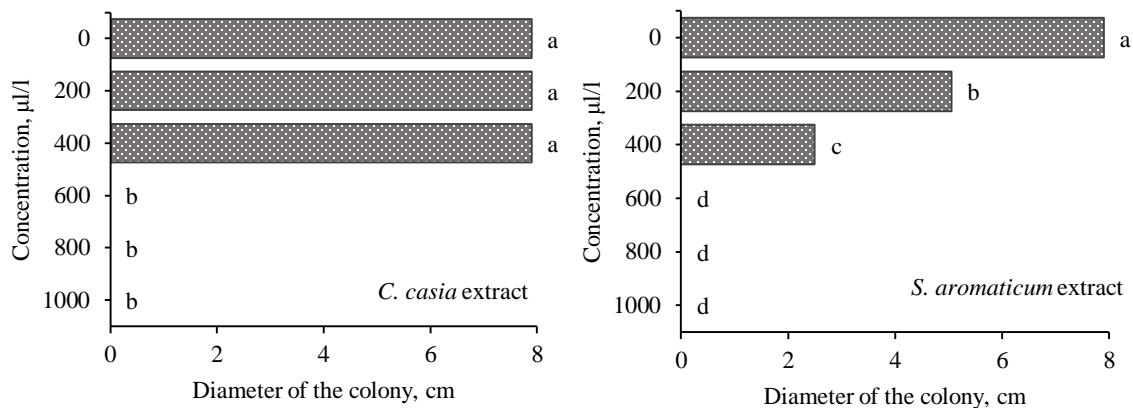 Concentration, µl/l
0
a
200
a
400
a
600
b
800
b
1000
b
C. casia extract
0
2
4
6
8
Diameter of the colony, cm
Concentration, µl/l
0
a
200
b
400
c
600
d
800
d
1000
d
S. aromaticum extract
0
2
4
6
8
Diameter of the colony, cm